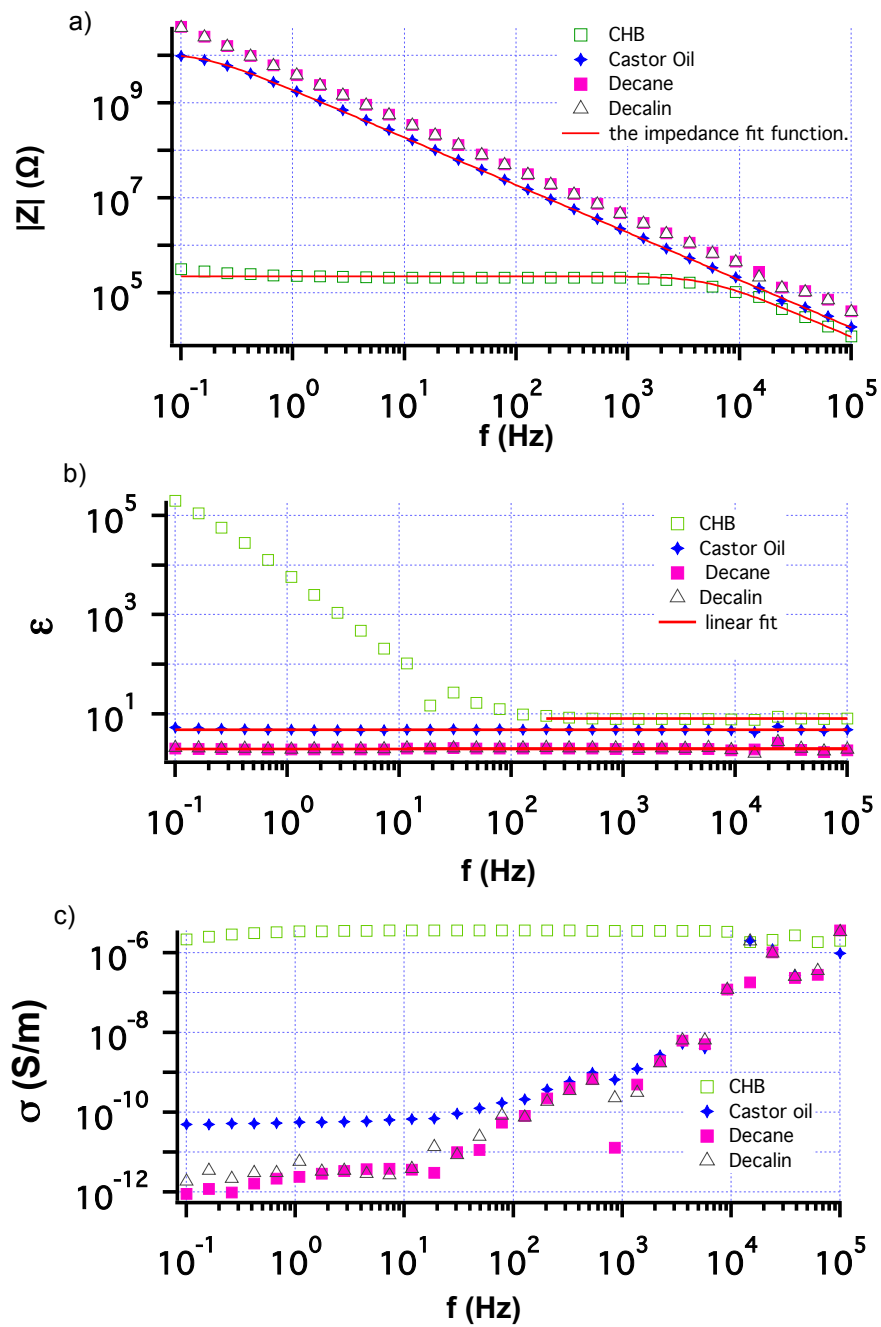 a)
CHB
Castor Oil
Decane
Decalin
the impedance fit function.
|Z| (Ω)
10^9
10^7
10^5
10^-1 10^0 10^1 10^2 10^3 10^4 10^5
f (Hz)
b)
CHB
Castor Oil
Decane
Decalin
linear fit
ε
10^5
10^3
10^1
10^-1 10^0 10^1 10^2 10^3 10^4 10^5
f (Hz)
c)
σ (S/m)
10^-6
10^-8
10^-10
10^-12
CHB
Castor oil
Decane
Decalin
10^-1 10^0 10^1 10^2 10^3 10^4 10^5
f (Hz)